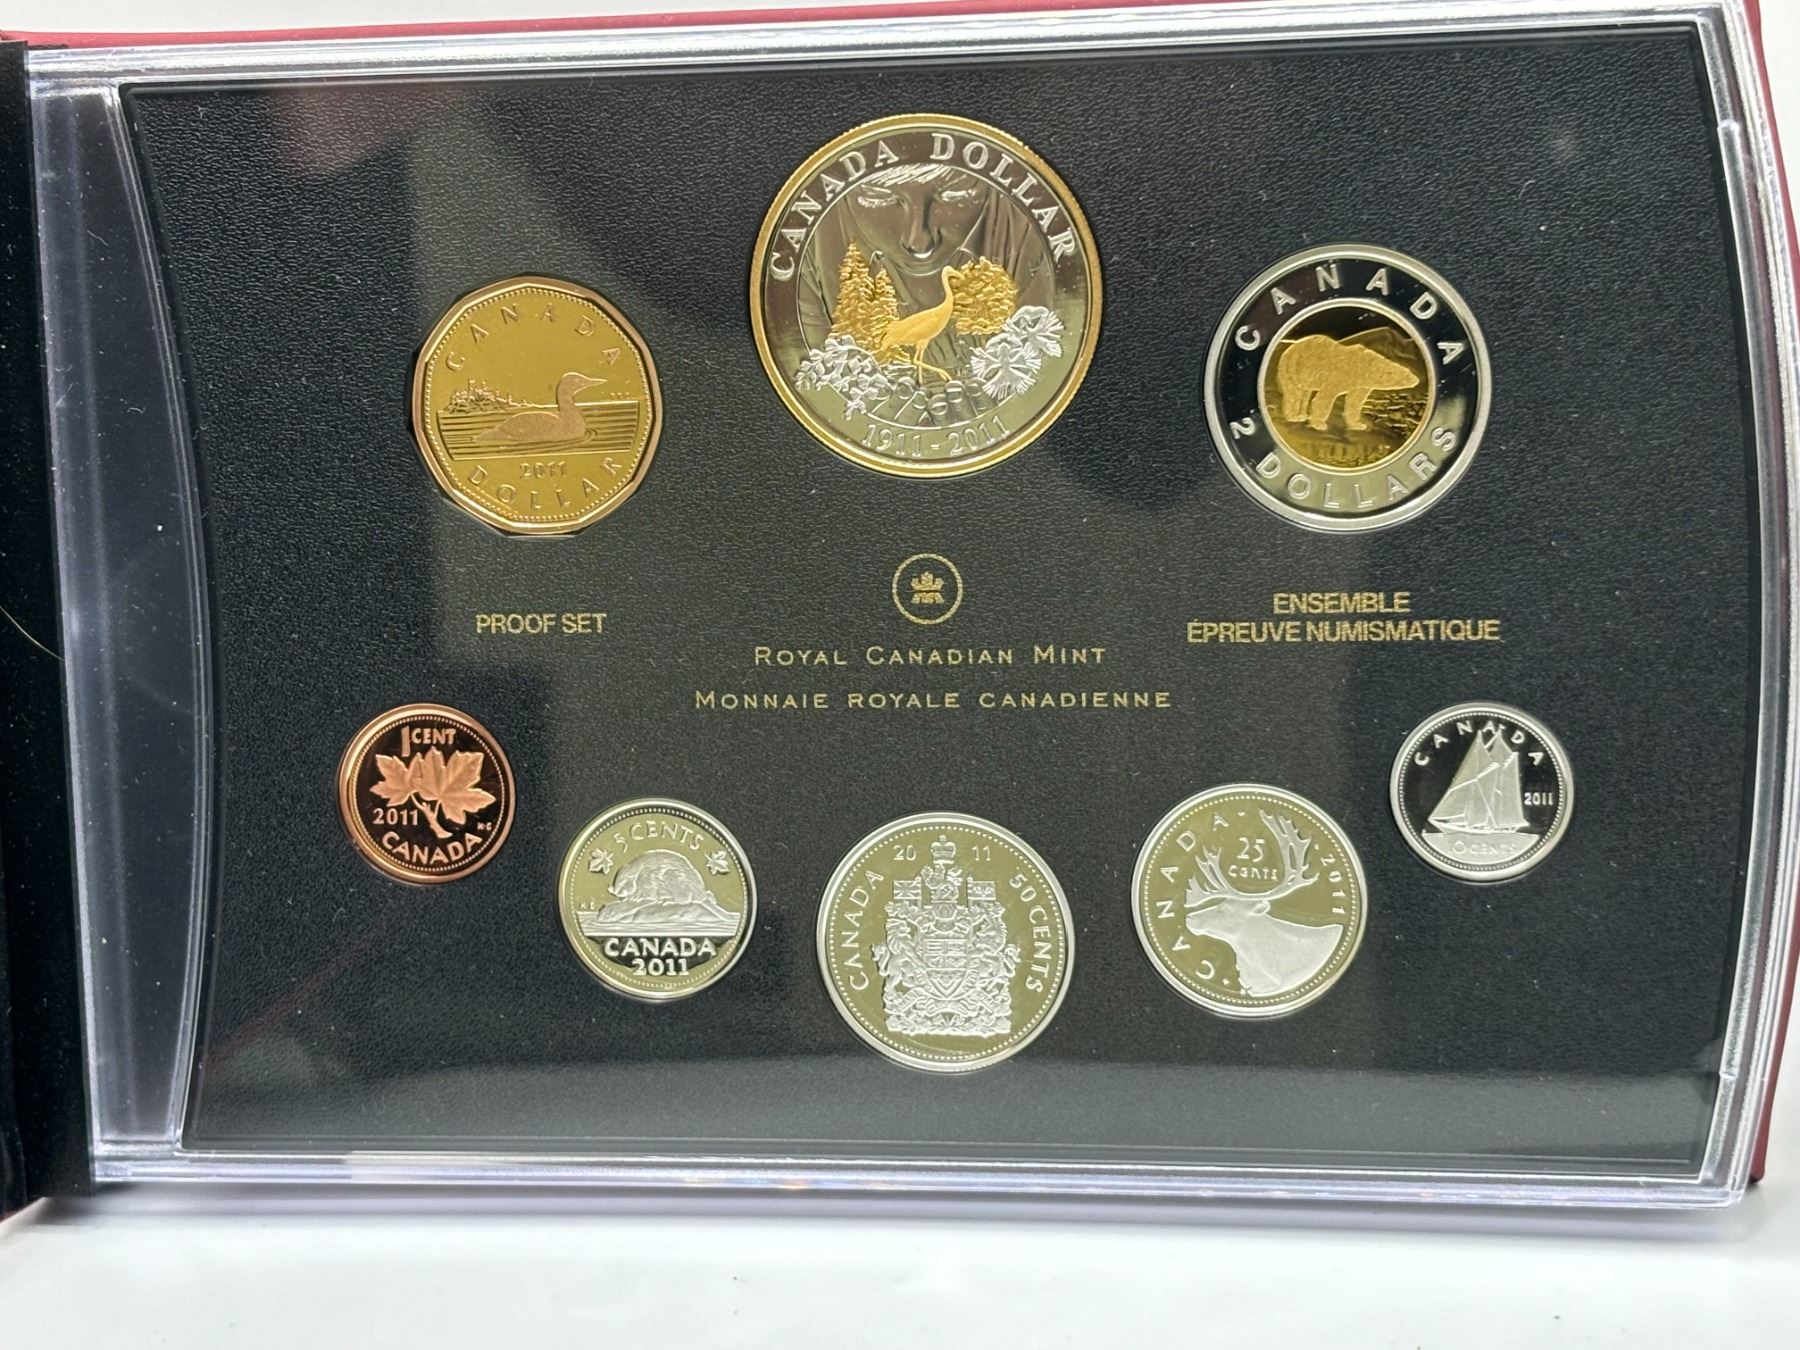 CANADA DOLLAR
1911-2011
CANADA
2011
DOLLAR
CANADA
2 DOLLARS
PROOF SET
ENSEMBLE
ÉPREUVE NUMISMATIQUE
ROYAL CANADIAN MINT
MONNAIE ROYALE CANADIENNE
1 CENT
2011
CANADA
5 CENTS
CANADA
2011
2011
CANADA
50 CENTS
CANADA
25
cents
2011
CANADA
2011
10 CENTS